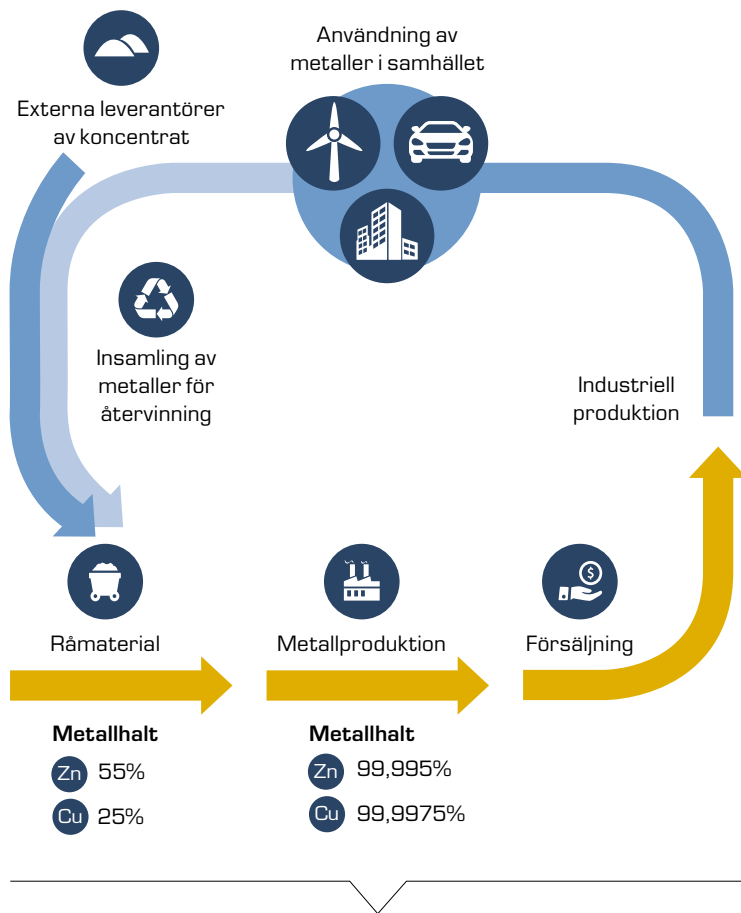 Användning av
metaller i samhället
Externa leverantörer
av koncentrat
Insamling av
metaller för
återvinning
Industriell
produktion
$
Råmaterial
Metallproduktion
Försäljning
Metallhalt
Zn 55%
Cu 25%
Metallhalt
Zn 99,995%
Cu 99,9975%